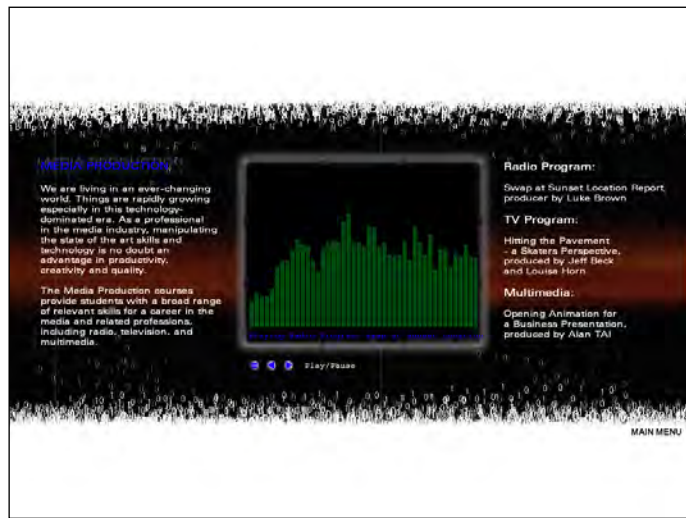 MEDIA PRODUCTION
We are living in an ever-changing
world. Things are rapidly growing
especially in this technology-
dominated era. As a professional
in the media industry, manipulating
the state of the art skills and
technology is no doubt an
advantage in productivity,
creativity and quality.
The Media Production courses
provide students with a broad range
of relevant skills for a career in the
media and related professions,
including radio, television, and
multimedia.
Play/Pause
Radio Program:
Swap at Sunset Location Report,
producer by Luke Brown
TV Program:
Hitting the Pavement
- a Skaters Perspective,
produced by Jeff Beck
and Louisa Horn
Multimedia:
Opening Animation for
a Business Presentation,
produced by Alan TAI
MAIN MENU